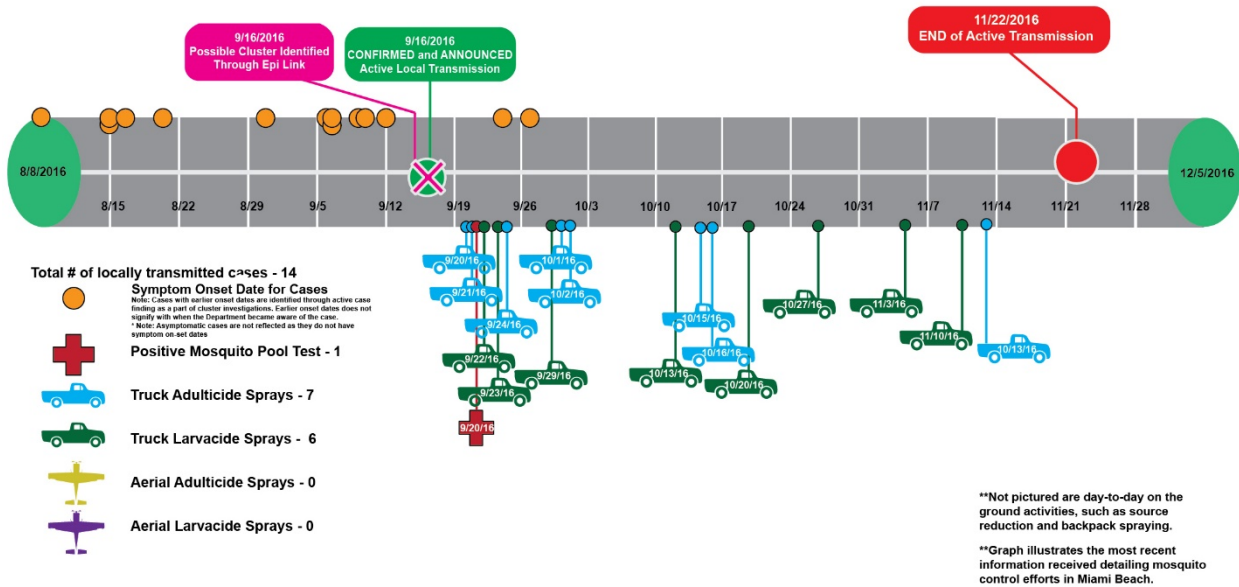 9/16/2016
Possible Cluster Identified
Through Epi Link
9/16/2016
CONFIRMED and ANNOUNCED
Active Local Transmission
11/22/2016
END of Active Transmission
8/8/2016
12/5/2016
8/15
8/22
8/29
9/5
9/12
9/19
9/26
10/3
10/10
10/17
10/24
10/31
11/7
11/14
11/21
11/28
9/20/16
9/21/16
9/24/16
9/22/16
9/23/16
9/20/16
10/1/16
10/2/16
9/29/16
10/15/16
10/16/16
10/13/16
10/20/16
10/27/16
11/3/16
11/10/16
10/13/16
Total # of locally transmitted cases - 14
Symptom Onset Date for Cases
Note: Cases with earlier onset dates are identified through active case
finding as a part of cluster investigations. Earlier onset dates does not
signify with when the Department became aware of the case.
* Note: Asymptomatic cases are not reflected as they do not have
symptom on-set dates
Positive Mosquito Pool Test - 1
Truck Adulticide Sprays - 7
Truck Larvacide Sprays - 6
Aerial Adulticide Sprays - 0
Aerial Larvacide Sprays - 0
**Not pictured are day-to-day on the
ground activities, such as source
reduction and backpack spraying.
**Graph illustrates the most recent
information received detailing mosquito
control efforts in Miami Beach.